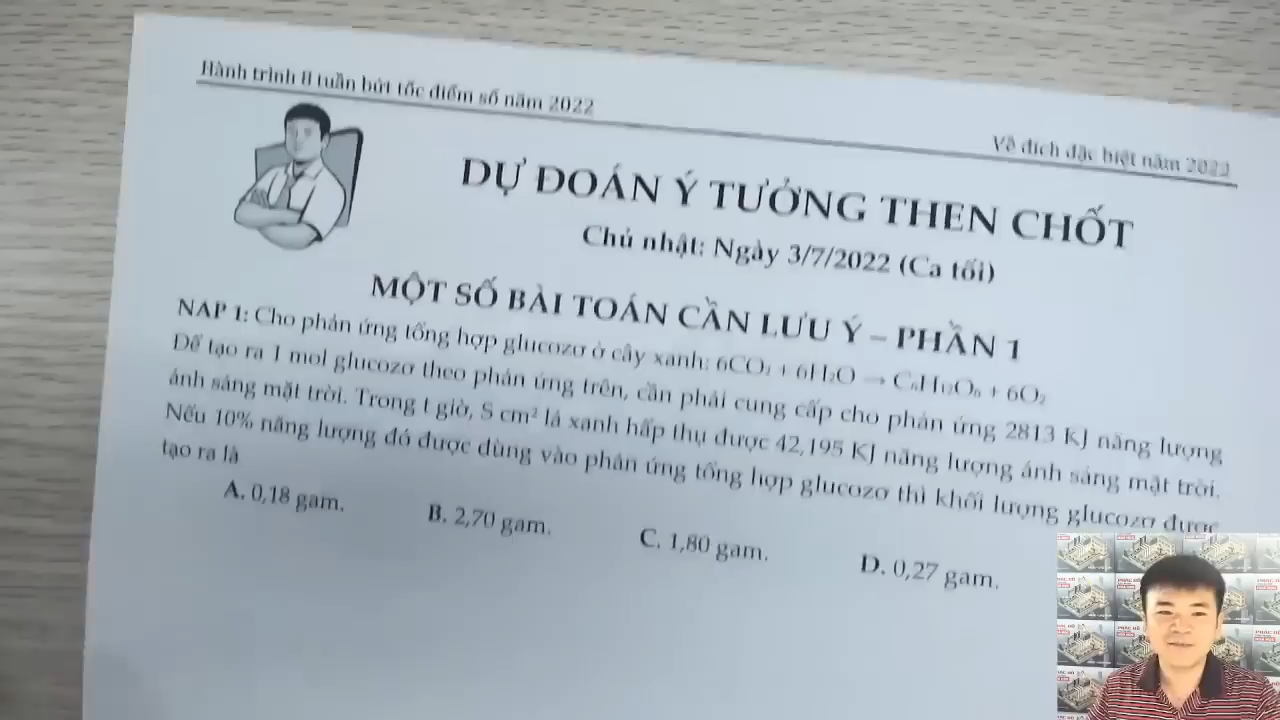 Hành trình 8 tuần bứt tốc điểm số năm 2022
Về đích đặc biệt năm 2022
DỰ ĐOÁN Ý TƯỞNG THEN CHỐT
Chủ nhật: Ngày 3/7/2022 (Ca tối)
MỘT SỐ BÀI TOÁN CẦN LƯU Ý – PHẦN 1
NAP 1: Cho phản ứng tổng hợp glucozơ ở cây xanh: 6CO₂ + 6H₂O → C₆H₁₂O₆ + 6O₂
Để tạo ra 1 mol glucozơ theo phản ứng trên, cần phải cung cấp cho phản ứng 2813 KJ năng lượng
ánh sáng mặt trời. Trong t giờ, S cm² lá xanh hấp thụ được 42,195 KJ năng lượng ánh sáng mặt trời.
Nếu 10% năng lượng đó được dùng vào phản ứng tổng hợp glucozơ thì khối lượng glucozơ được
tạo ra là
A. 0,18 gam. B. 2,70 gam. C. 1,80 gam. D. 0,27 gam.